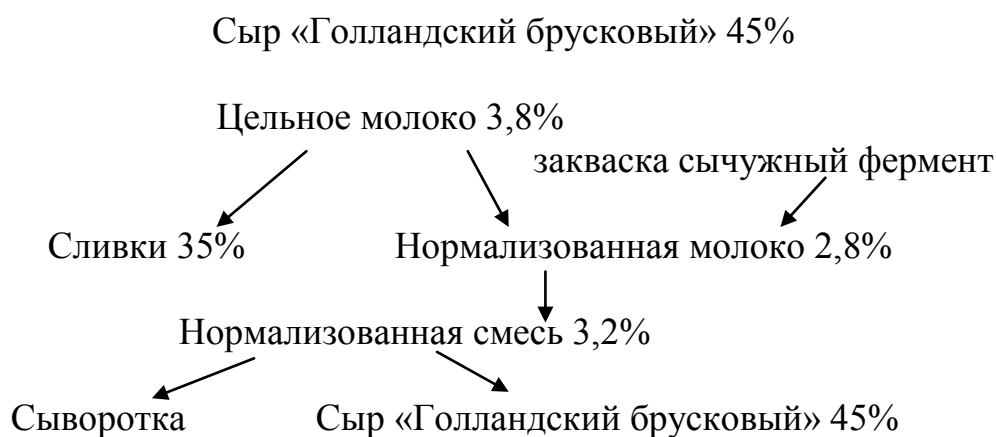 Сыр «Голландский брусковый» 45%
Цельное молоко 3,8%
закваска сычужный фермент
Сливки 35%
Нормализованная молоко 2,8%
Нормализованная смесь 3,2%
Сыворотка
Сыр «Голландский брусковый» 45%